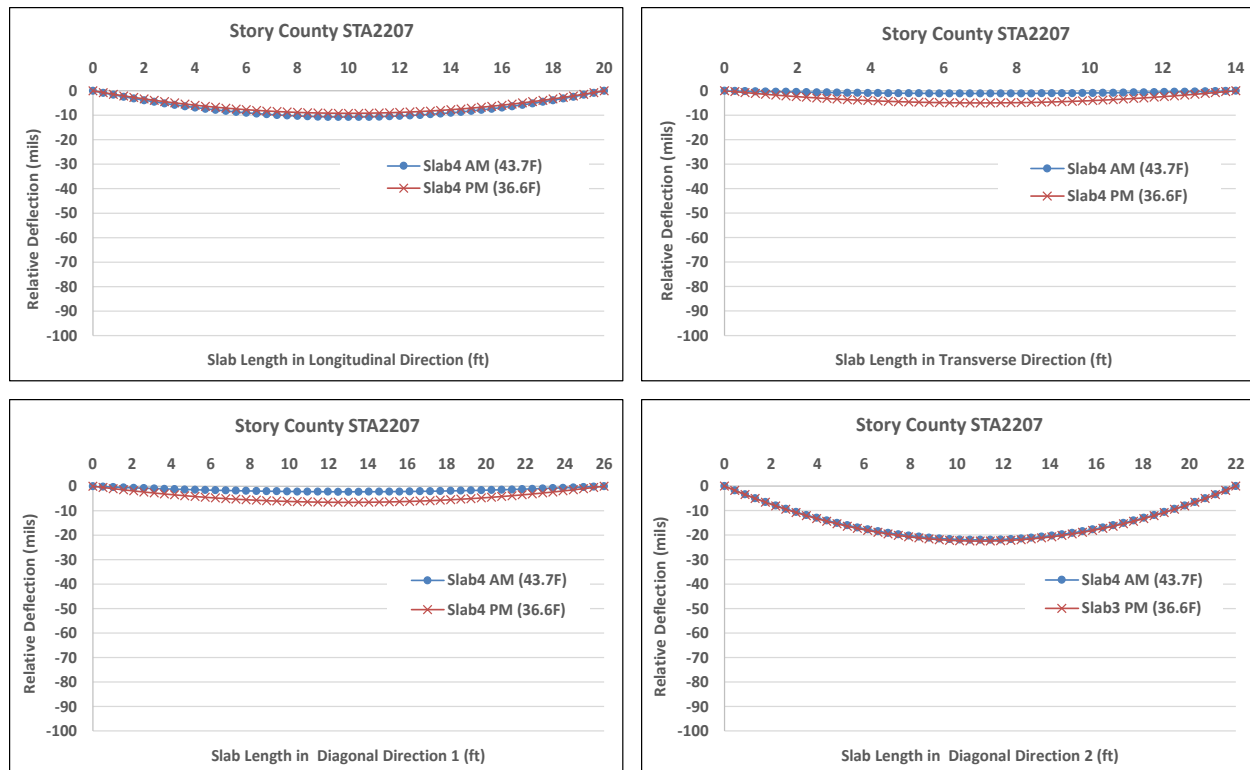 Story County STA2207
0 2 4 6 8 10 12 14 16 18 20
0
-10
-20
-30
-40
-50
-60
-70
-80
-90
-100
Relative Deflection (mils)
Slab4 AM (43.7F)
Slab4 PM (36.6F)
Slab Length in Longitudinal Direction (ft)
Story County STA2207
0 2 4 6 8 10 12 14
0
-10
-20
-30
-40
-50
-60
-70
-80
-90
-100
Relative Deflection (mils)
Slab4 AM (43.7F)
Slab4 PM (36.6F)
Slab Length in Transverse Direction (ft)
Story County STA2207
0 2 4 6 8 10 12 14 16 18 20 22 24 26
0
-10
-20
-30
-40
-50
-60
-70
-80
-90
-100
Relative Deflection (mils)
Slab4 AM (43.7F)
Slab4 PM (36.6F)
Slab Length in  Diagonal Direction 1 (ft)
Story County STA2207
0 2 4 6 8 10 12 14 16 18 20 22
0
-10
-20
-30
-40
-50
-60
-70
-80
-90
-100
Relative Deflection (mils)
Slab4 AM (43.7F)
Slab3 PM (36.6F)
Slab Length in  Diagonal Direction 2 (ft)